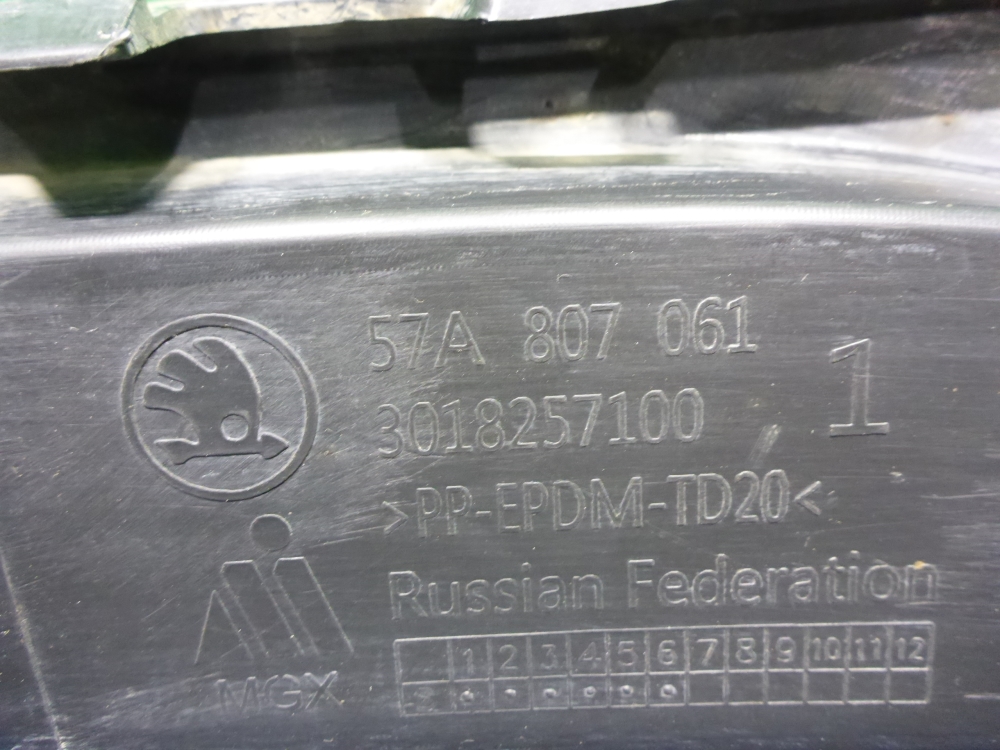 57A 807 061
3018257100
1
>PP-EPDM-TD20<
Russian Federation
MGX
1 2 3 4 5 6 7 8 9 10 11 12